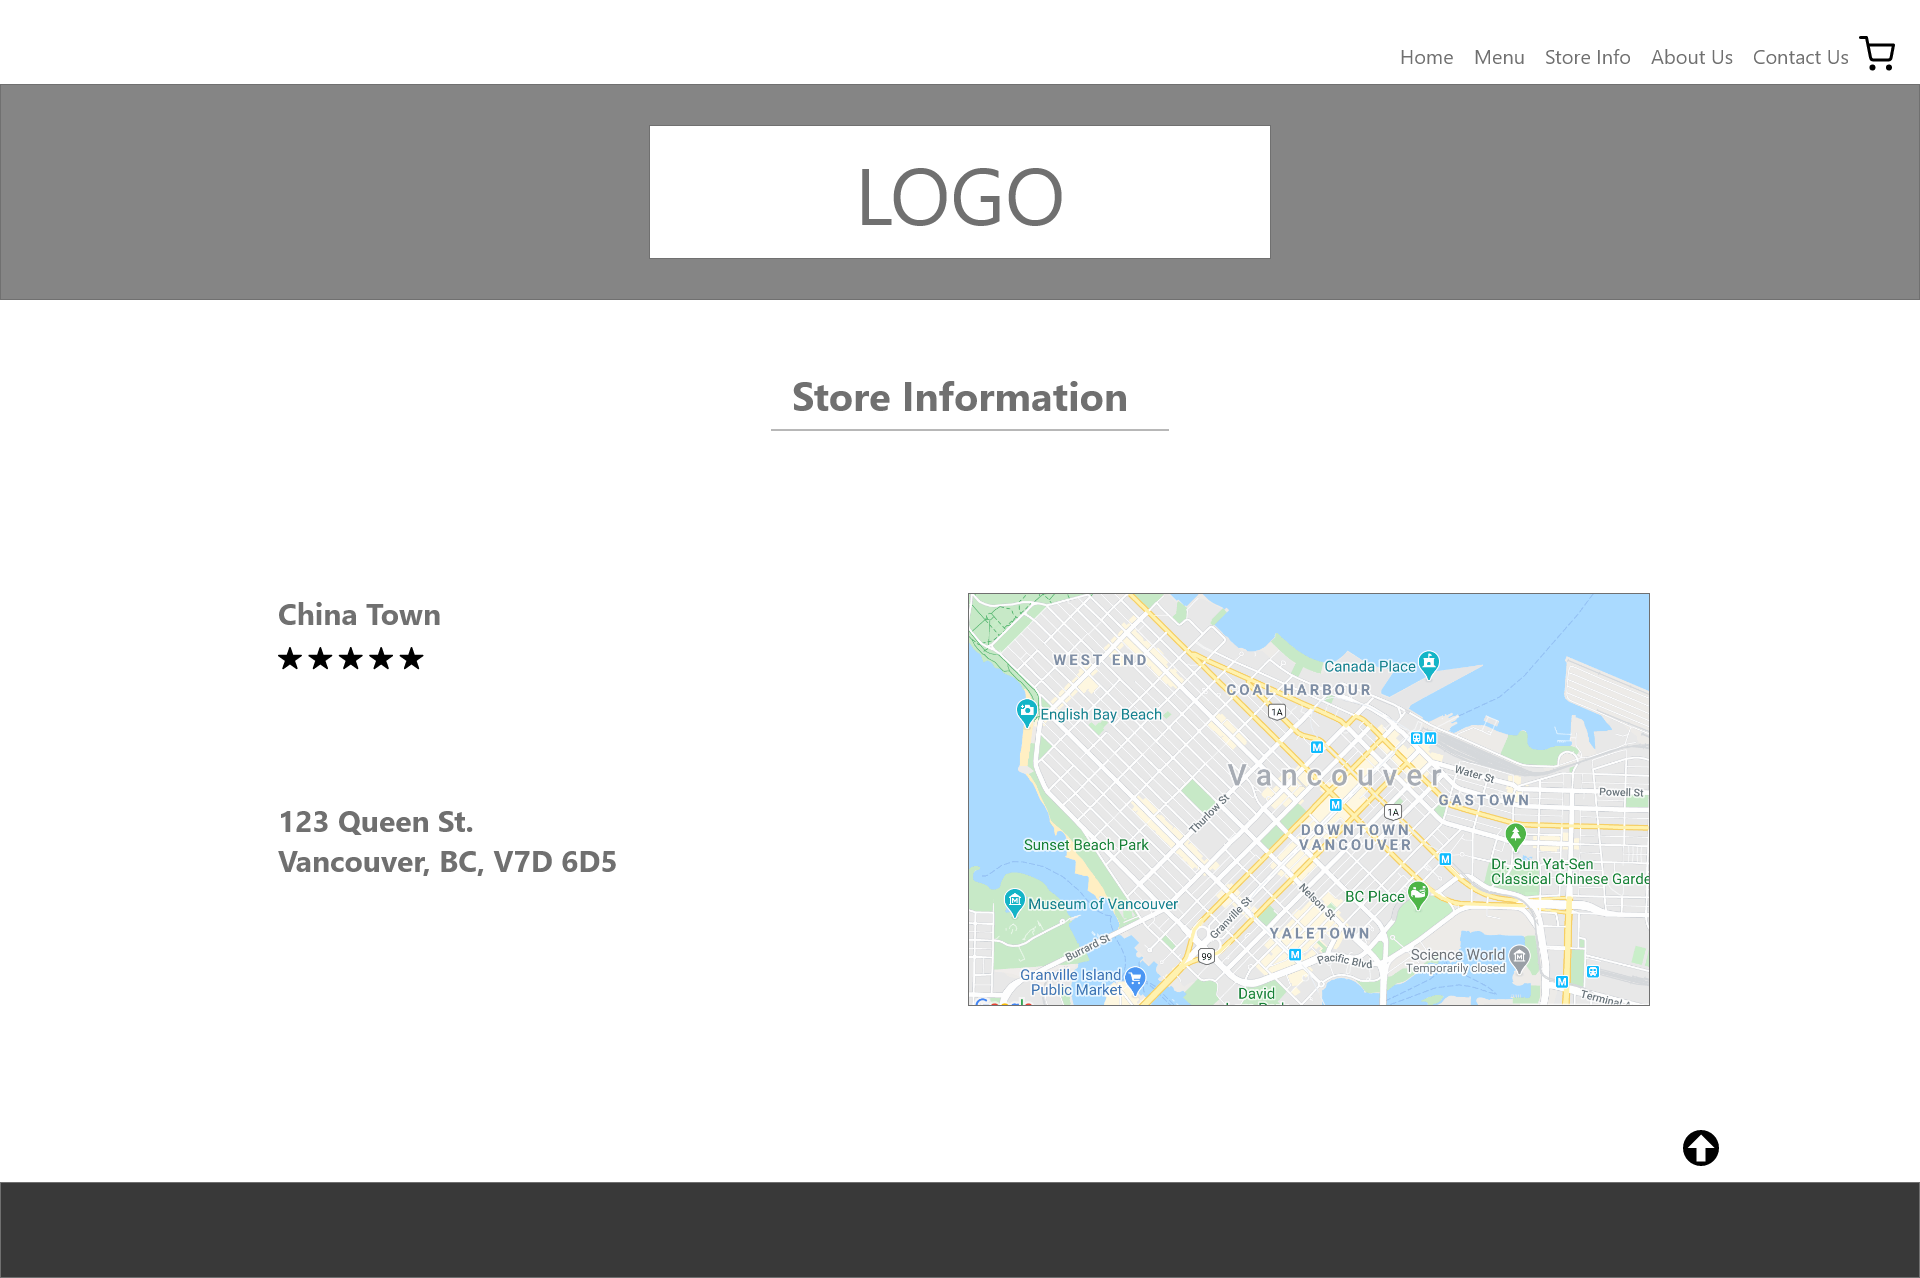 Home Menu Store Info About Us Contact Us
LOGO
Store Information
China Town
123 Queen St.
Vancouver, BC, V7D 6D5
WEST END
Canada Place
COAL HARBOUR
1A
English Bay Beach
M
M
Vancouver
Water St
Powell St
GASTOWN
Thurlow St
M
1A
DOWNTOWN
VANCOUVER
Sunset Beach Park
M
Dr. Sun Yat-Sen
Classical Chinese Garde
BC Place
Nelson St
Museum of Vancouver
Granville St
YALETOWN
Burrard St
99
M
Pacific Blvd
Science World
Temporarily closed
Granville Island
Public Market
M
David
Terminal